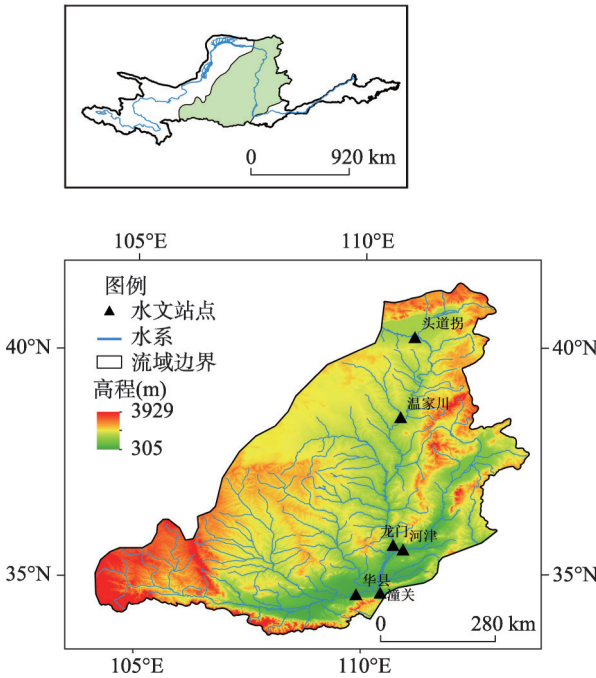 0 920 km
105°E 110°E
图例
水文站点
水系
流域边界
高程(m)
3929
305
40°N 40°N
35°N 35°N
头道拐
温家川
龙门 河津
华县
潼关
0 280 km
105°E 110°E